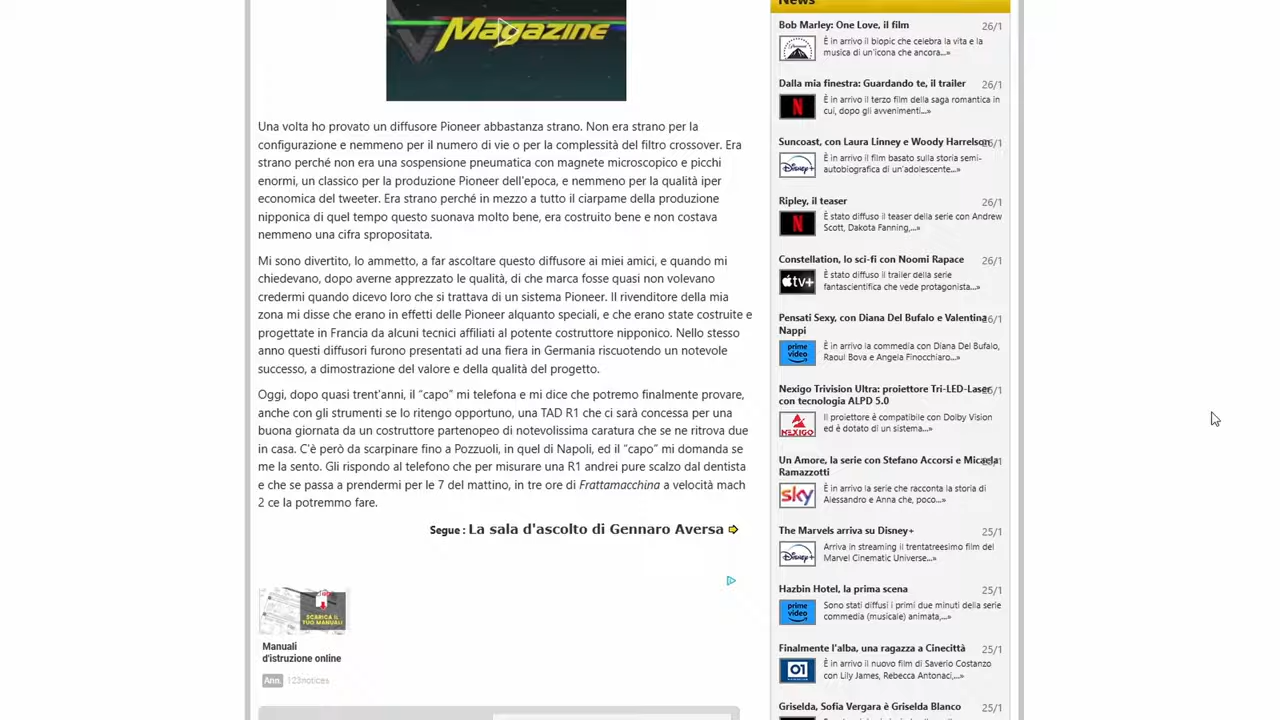 Magazine
Una volta ho provato un diffusore Pioneer abbastanza strano. Non era strano per la
configurazione e nemmeno per il numero di vie o per la complessità del filtro crossover. Era
strano perché non era una sospensione pneumatica con magnete microscopico e picchi
enormi, un classico per la produzione Pioneer dell'epoca, e nemmeno per la qualità iper
economica del tweeter. Era strano perché in mezzo a tutto il ciarpame della produzione
nipponica di quel tempo questo suonava molto bene, era costruito bene e non costava
nemmeno una cifra spropositata.
Mi sono divertito, lo ammetto, a far ascoltare questo diffusore ai miei amici, e quando mi
chiedevano, dopo averne apprezzato le qualità, di che marca fosse quasi non volevano
credermi quando dicevo loro che si trattava di un sistema Pioneer. Il rivenditore della mia
zona mi disse che erano in effetti delle Pioneer alquanto speciali, e che erano state costruite e
progettate in Francia da alcuni tecnici affiliati al potente costruttore nipponico. Nello stesso
anno questi diffusori furono presentati ad una fiera in Germania riscuotendo un notevole
successo, a dimostrazione del valore e della qualità del progetto.
Oggi, dopo quasi trent'anni, il “capo” mi telefona e mi dice che potremo finalmente provare,
anche con gli strumenti se lo ritengo opportuno, una TAD R1 che ci sarà concessa per una
buona giornata da un costruttore partenopeo di notevolissima caratura che se ne ritrova due
in casa. C'è però da scarpinare fino a Pozzuoli, in quel di Napoli, ed il “capo” mi domanda se
me la sento. Gli rispondo al telefono che per misurare una R1 andrei pure scalzo dal dentista
e che se passa a prendermi per le 7 del mattino, in tre ore di Frattamacchina a velocità mach
2 ce la potremmo fare.
Segue : La sala d'ascolto di Gennaro Aversa
SCARICA IL
TUO MANUALE
Manuali
d'istruzione online
Ann. 123notices
News
Bob Marley: One Love, il film 26/1
È in arrivo il biopic che celebra la vita e la
musica di un'icona che ancora...»
Dalla mia finestra: Guardando te, il trailer 26/1
È in arrivo il terzo film della saga romantica in
cui, dopo gli avvenimenti...»
Suncoast, con Laura Linney e Woody Harrelson 26/1
È in arrivo il film basato sulla storia semi-
autobiografica di un'adolescente...»
Disney+
Ripley, il teaser 26/1
È stato diffuso il teaser della serie con Andrew
Scott, Dakota Fanning,...»
Constellation, lo sci-fi con Noomi Rapace 26/1
È stato diffuso il trailer della serie
fantascientifica che vede protagonista...»
tv+
Pensati Sexy, con Diana Del Bufalo e Valentina 26/1
Nappi
È in arrivo la commedia con Diana Del Bufalo,
Raoul Bova e Angela Finocchiaro...»
prime
video
Nexigo Trivision Ultra: proiettore Tri-LED-Laser
con tecnologia ALPD 5.0
Il proiettore è compatibile con Dolby Vision
ed è dotato di un sistema...»
NEXIGO
Un Amore, la serie con Stefano Accorsi e Micaela
Ramazzotti
È in arrivo la serie che racconta la storia di
Alessandro e Anna che, poco...»
sky
The Marvels arriva su Disney+ 25/1
Arriva in streaming il trentatreesimo film del
Marvel Cinematic Universe...»
Disney+
Hazbin Hotel, la prima scena 25/1
Sono stati diffusi i primi due minuti della serie
commedia (musicale) animata,...»
prime
video
Finalmente l'alba, una ragazza a Cinecittà 25/1
È in arrivo il nuovo film di Saverio Costanzo
con Lily James, Rebecca Antonaci,...»
01
Griselda, Sofia Vergara è Griselda Blanco 25/1